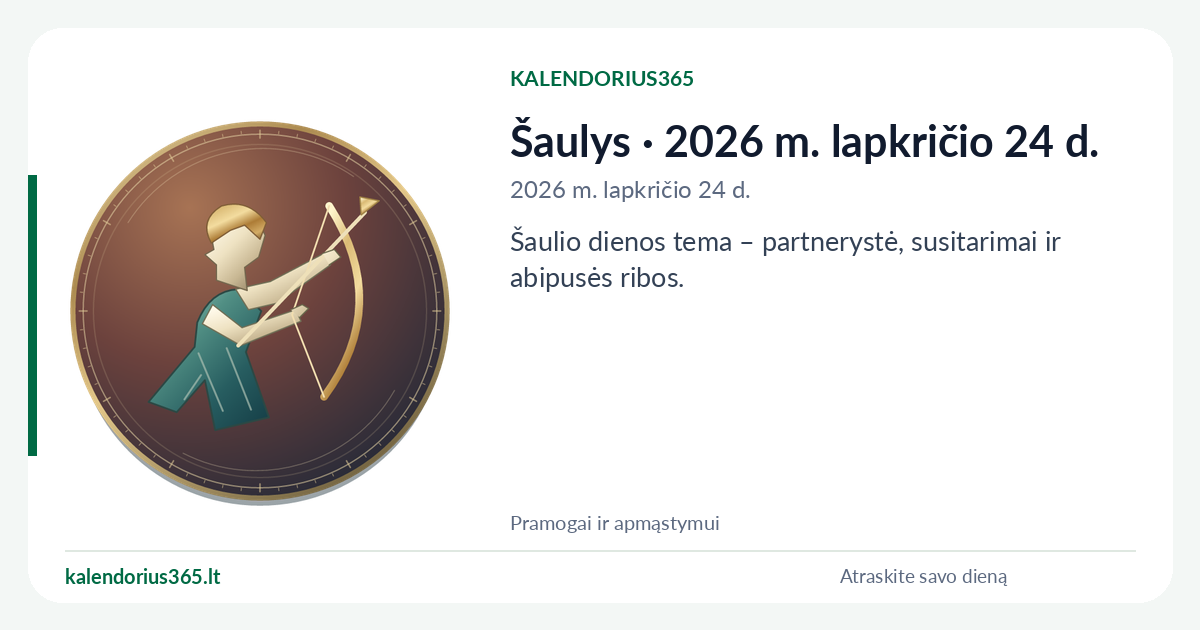 KALENDORIUS365
Šaulys · 2026 m. lapkričio 24 d.
2026 m. lapkričio 24 d.
Šaulio dienos tema – partnerystė, susitarimai ir
abipusės ribos.
Pramogai ir apmąstymui
kalendorius365.lt
Atraskite savo dieną